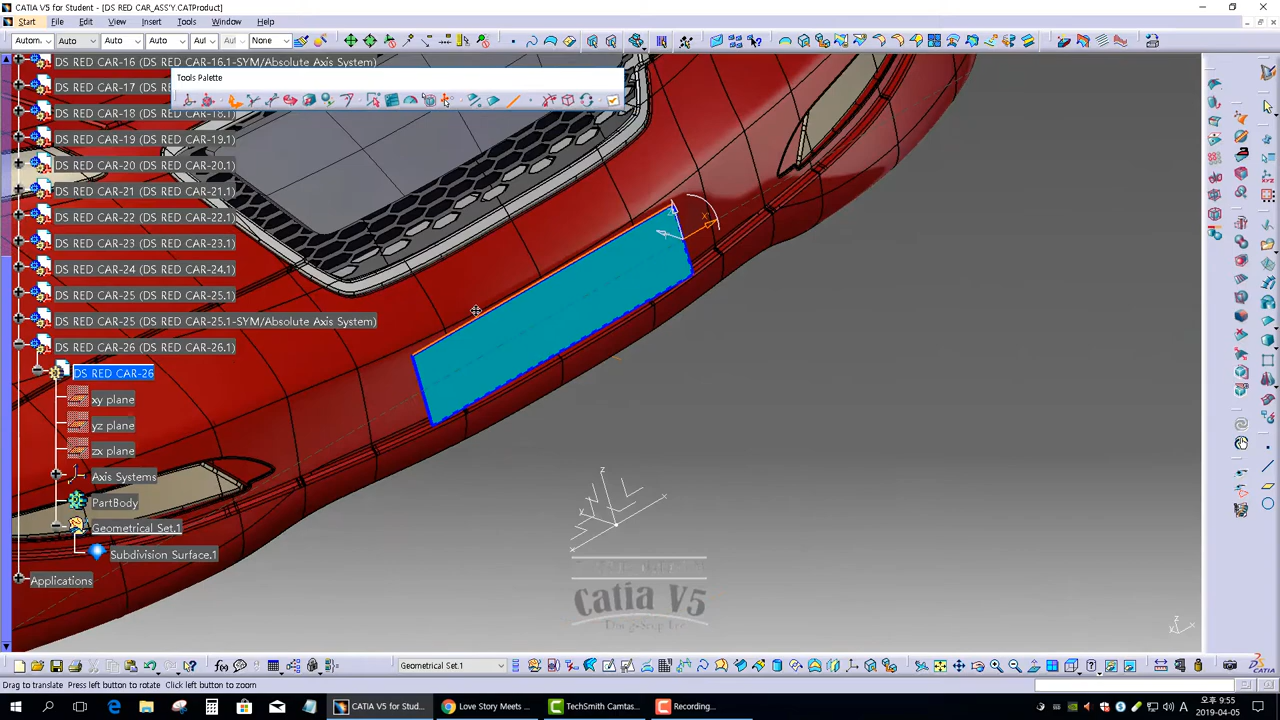 CATIA V5 for Student - [DS RED CAR_ASS'Y.CATProduct]
Start File Edit View Insert Tools Window Help
Autom. Auto Auto Auto Aul Au None
DS RED CAR-16 (DS RED CAR-16.1-SYM/Absolute Axis System)
Tools Palette
DS RED CAR-17
DS RED CAR-18 (DS RED CAR-18.1)
DS RED CAR-19 (DS RED CAR-19.1)
DS RED CAR-20 (DS RED CAR-20.1)
DS RED CAR-21 (DS RED CAR-21.1)
DS RED CAR-22 (DS RED CAR-22.1)
DS RED CAR-23 (DS RED CAR-23.1)
DS RED CAR-24 (DS RED CAR-24.1)
DS RED CAR-25 (DS RED CAR-25.1)
DS RED CAR-25 (DS RED CAR-25.1-SYM/Absolute Axis System)
DS RED CAR-26 (DS RED CAR-26.1)
DS RED CAR-26
xy plane
yz plane
zx plane
Axis Systems
PartBody
Geometrical Set.1
Subdivision Surface.1
Applications
Catia V5
Geometrical Set.1
Drag to translate Press left button to rotate Click left button to zoom
CATIA V5 for Stud... Love Story Meets ... TechSmith Camtas... Recording...
A 오후 9:55
2019-04-05